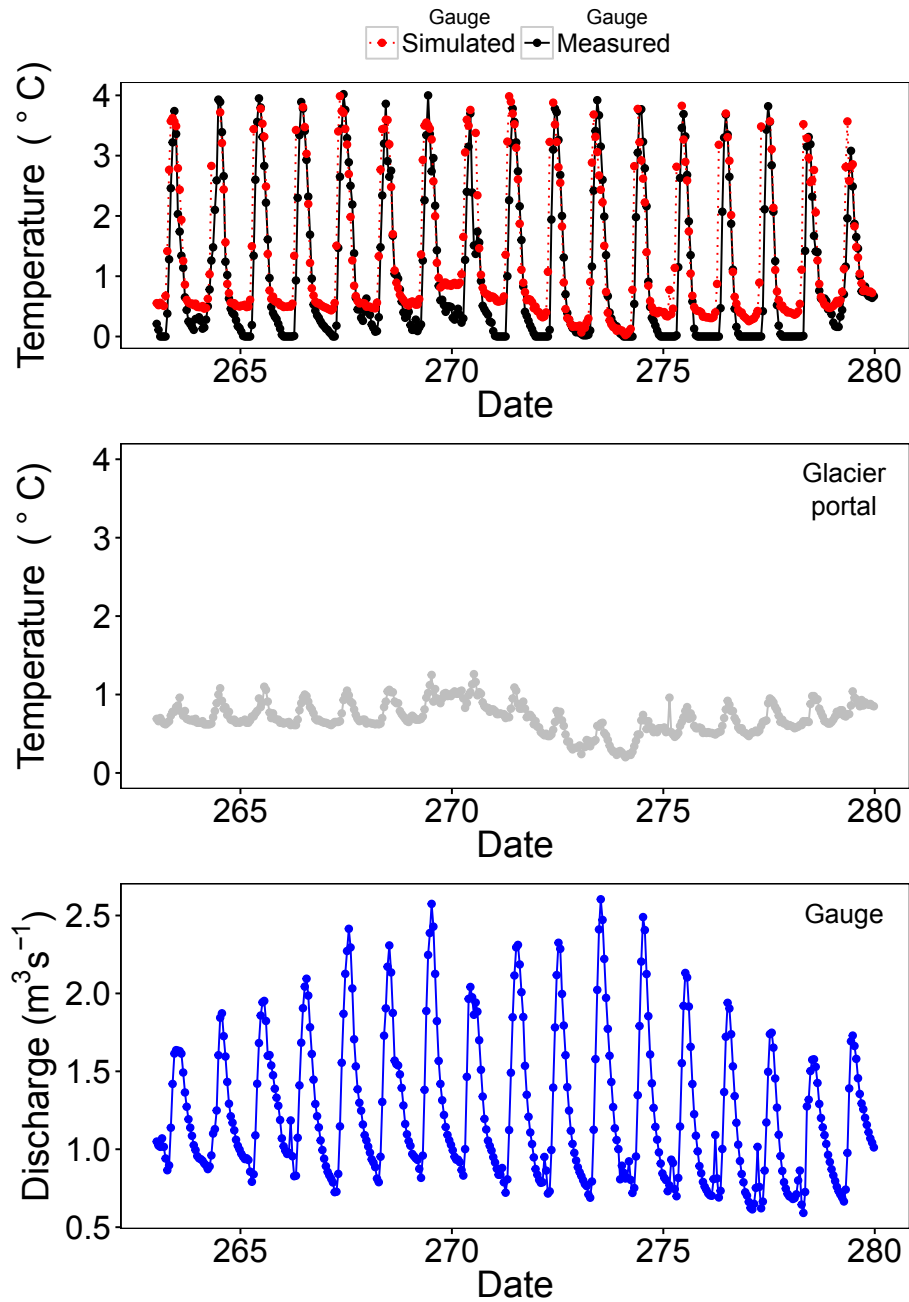 Gauge Gauge
Simulated Measured
Temperature ( ° C)
4
3
2
1
0
265 270 275 280
Date
Temperature ( ° C)
4
3
2
1
0
Glacier
portal
265 270 275 280
Date
Discharge (m³s⁻¹)
2.5
2.0
1.5
1.0
0.5
Gauge
265 270 275 280
Date